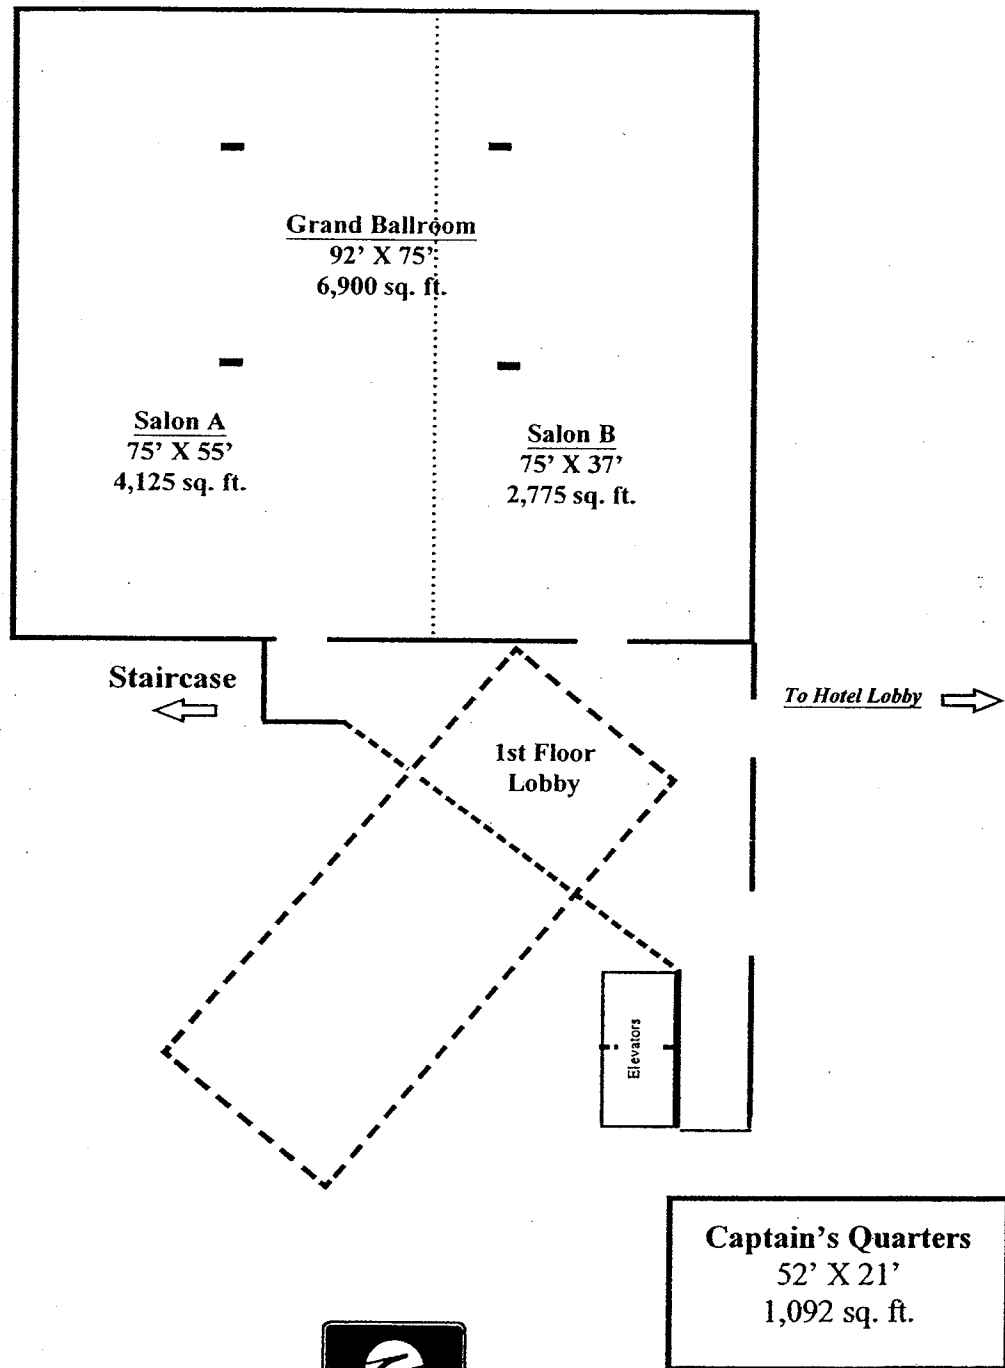 Grand Ballroom
92’ X 75’
6,900 sq. ft.
Salon A
75’ X 55’
4,125 sq. ft.
Salon B
75’ X 37’
2,775 sq. ft.
Staircase
To Hotel Lobby
1st Floor
Lobby
Elevators
Captain’s Quarters
52’ X 21’
1,092 sq. ft.